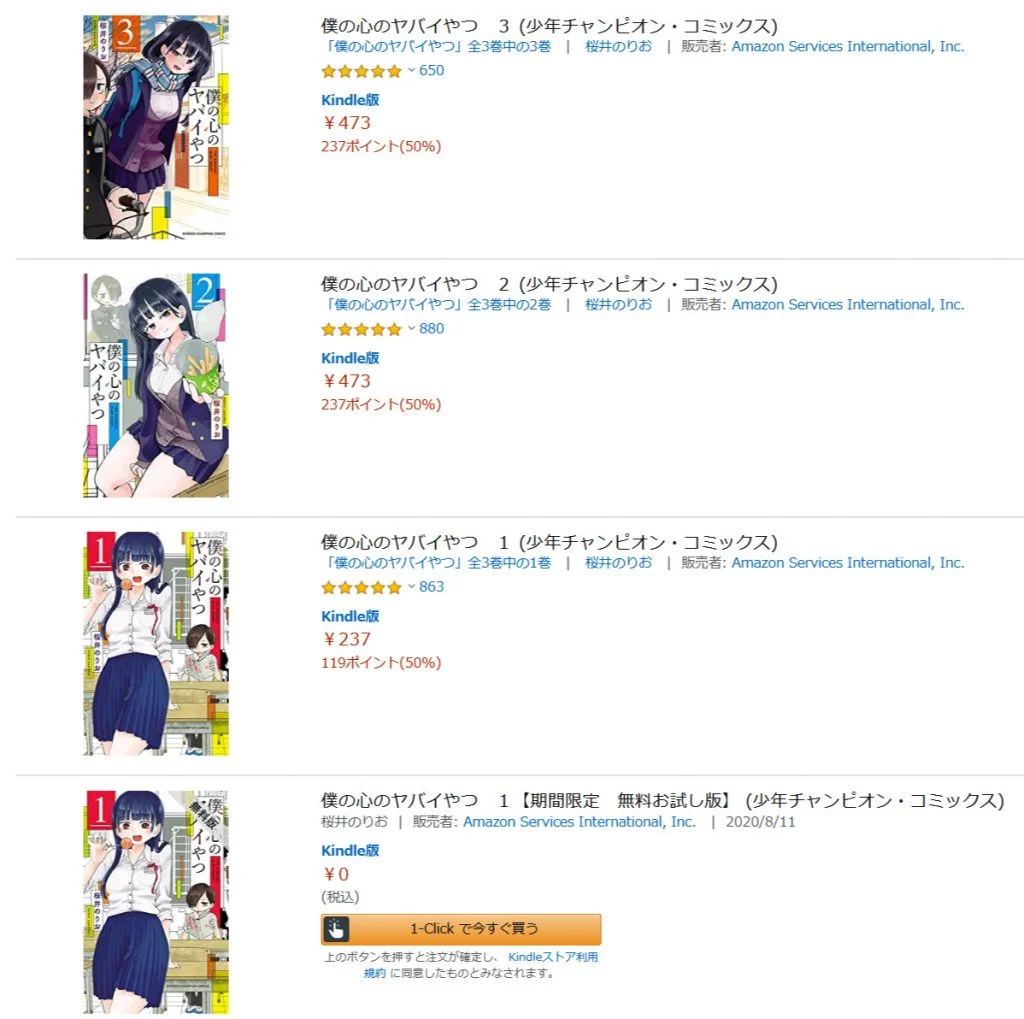 3
桜井のりお
僕の心の
ヤバイやつ
SHONEN CHAMPION COMICS
僕の心のヤバイやつ　3 (少年チャンピオン・コミックス)
「僕の心のヤバイやつ」全3巻中の3巻 | 桜井のりお | 販売者: Amazon Services International, Inc.
650
Kindle版
￥473
237ポイント(50%)
2
僕の心の
ヤバイやつ
桜井のりお
僕の心のヤバイやつ　2 (少年チャンピオン・コミックス)
「僕の心のヤバイやつ」全3巻中の2巻 | 桜井のりお | 販売者: Amazon Services International, Inc.
880
Kindle版
￥473
237ポイント(50%)
1
僕の心の
ヤバイやつ
桜井のりお
SHONEN CHAMPION COMICS
僕の心のヤバイやつ　1 (少年チャンピオン・コミックス)
「僕の心のヤバイやつ」全3巻中の1巻 | 桜井のりお | 販売者: Amazon Services International, Inc.
863
Kindle版
￥237
119ポイント(50%)
1
無料版
桜井のりお
SHONEN CHAMPION COMICS
僕の心のヤバイやつ　1【期間限定　無料お試し版】 (少年チャンピオン・コミックス)
桜井のりお | 販売者: Amazon Services International, Inc. | 2020/8/11
Kindle版
￥0
(税込)
1-Click で今すぐ買う
上のボタンを押すと注文が確定し、 Kindleストア利用
規約 に同意したものとみなされます。